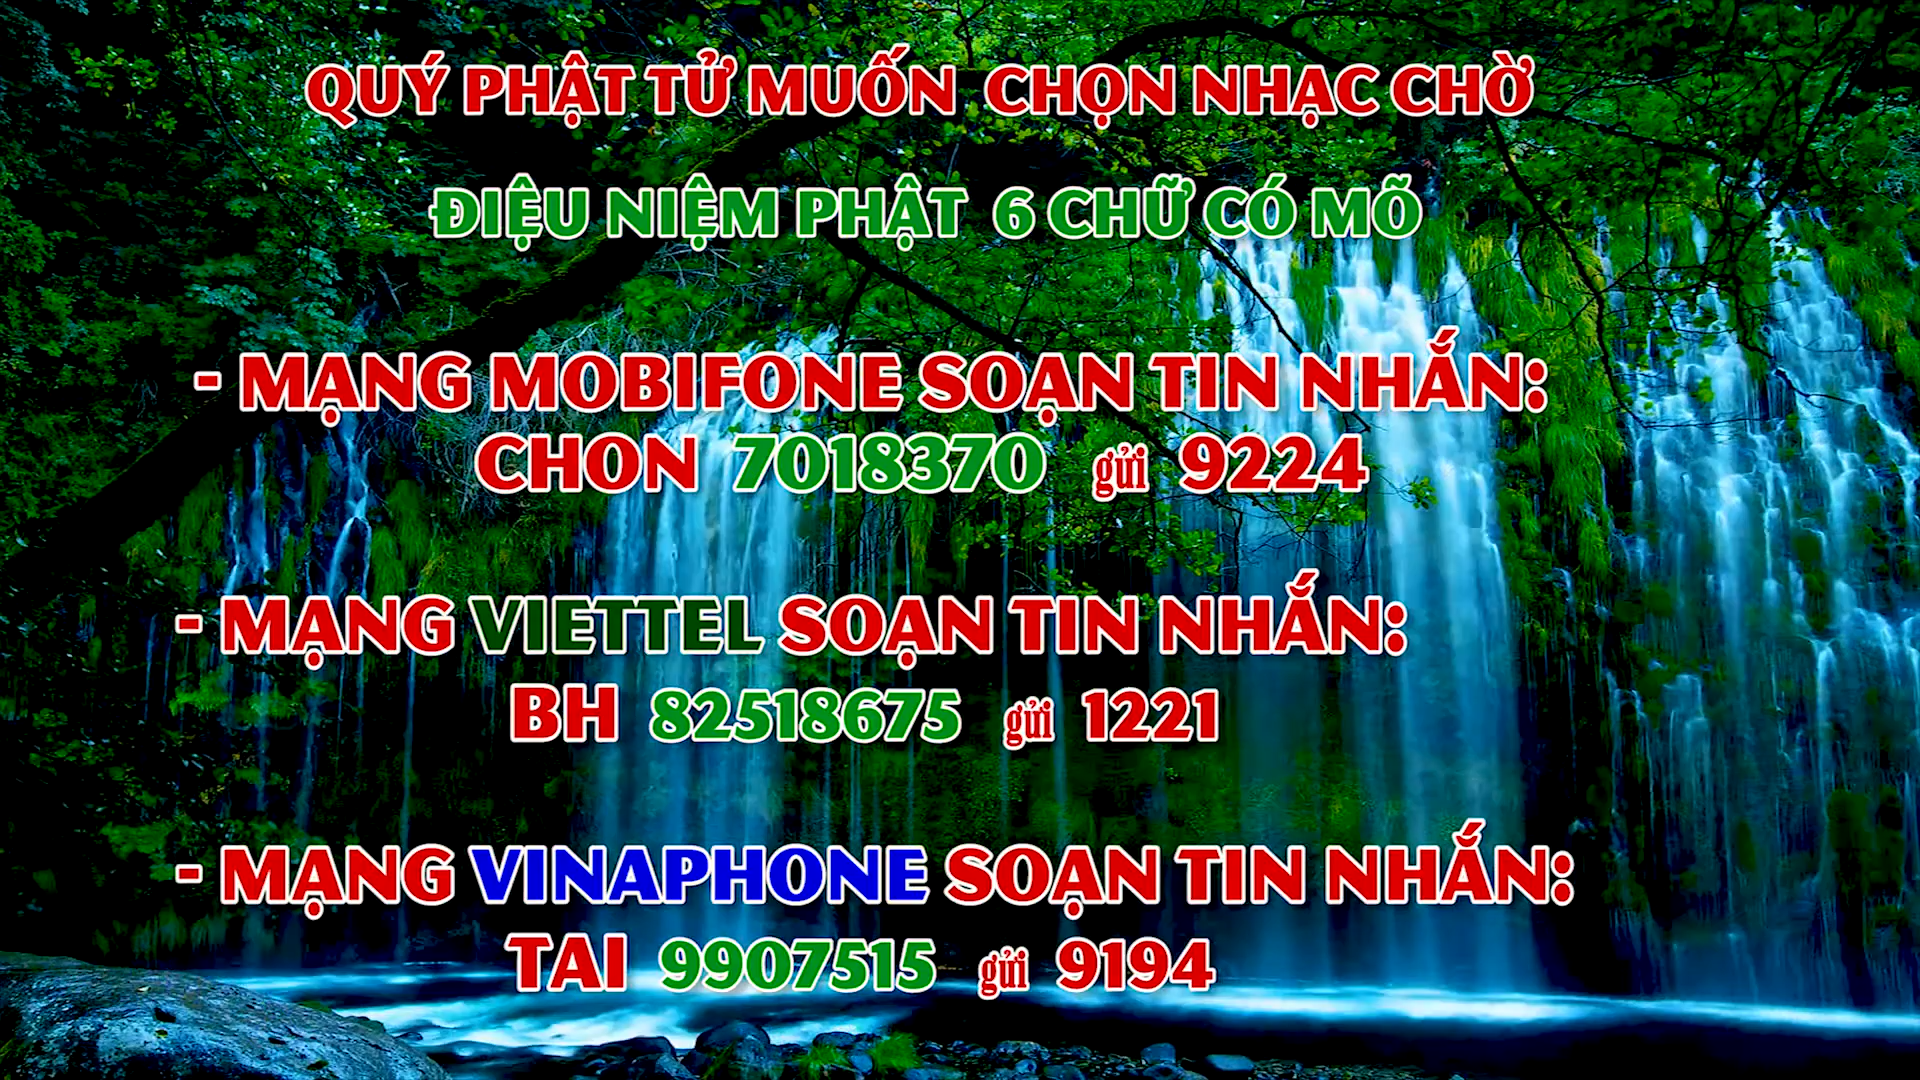 QUÝ PHẬT TỬ MUỐN CHỌN NHẠC CHỜ
ĐIỆU NIỆM PHẬT 6 CHỮ CÓ MÕ
- MẠNG MOBIFONE SOẠN TIN NHẮN:
CHON 7018370 gửi 9224
- MẠNG VIETTEL SOẠN TIN NHẮN:
BH 82518675 gửi 1221
- MẠNG VINAPHONE SOẠN TIN NHẮN:
TAI 9907515 gửi 9194